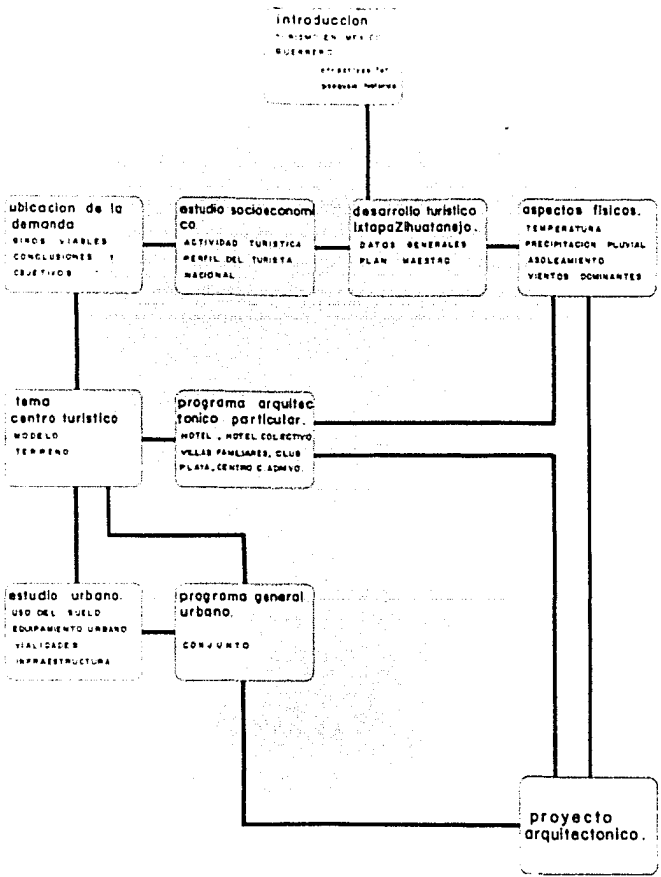 introduccion
TURISMO EN MEXICO
GUERRERO
ubicacion de la
demanda
GIROS VIABLES
CONCLUSIONES Y
OBJETIVOS
estudio socioeconomi
co
ACTIVIDAD TURISTICA
PERFIL DEL TURISTA
NACIONAL
desarrollo turistico
IxtapaZihuatanejo.
DATOS GENERALES
PLAN MAESTRO
aspectos fisicos.
TEMPERATURA
PRECIPITACION PLUVIAL
ASOLEAMIENTO
VIENTOS DOMINANTES
tema
centro turistico
MODELO
TERRENO
programa arquitec
tonico particular.
HOTEL, HOTEL COLECTIVO
VILLAS FAMILIARES, CLUB
PLAYA, CENTRO C. ADMVO.
estudio urbano.
USO DEL SUELO
EQUIPAMIENTO URBANO
VIALIDADES
INFRAESTRUCTURA
programa general
urbano.
CONJUNTO
proyecto
arquitectonico.